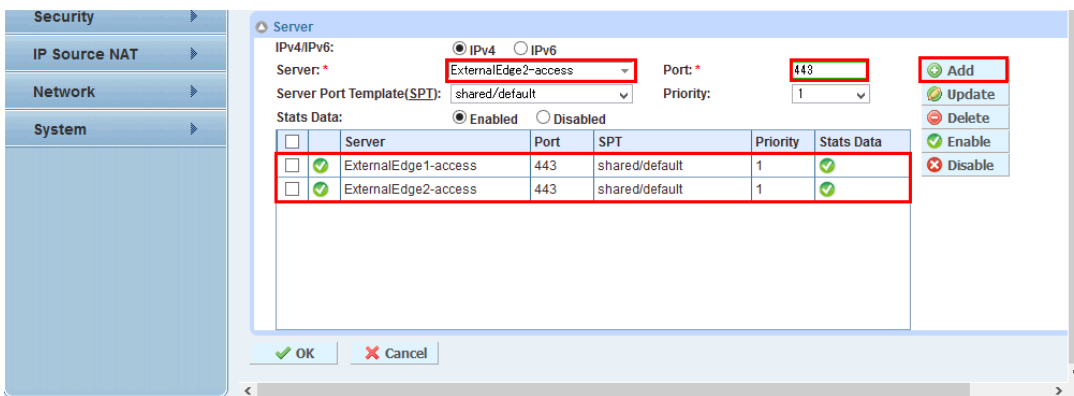 Security
IP Source NAT
Network
System
Server
IPv4/IPv6: IPv4 IPv6
Server: * ExternalEdge2-access Port: * 443 Add
Server Port Template(SPT): shared/default Priority: 1 Update
Stats Data: Enabled Disabled Delete
Server Port SPT Priority Stats Data Enable
ExternalEdge1-access 443 shared/default 1 Disable
ExternalEdge2-access 443 shared/default 1
OK Cancel